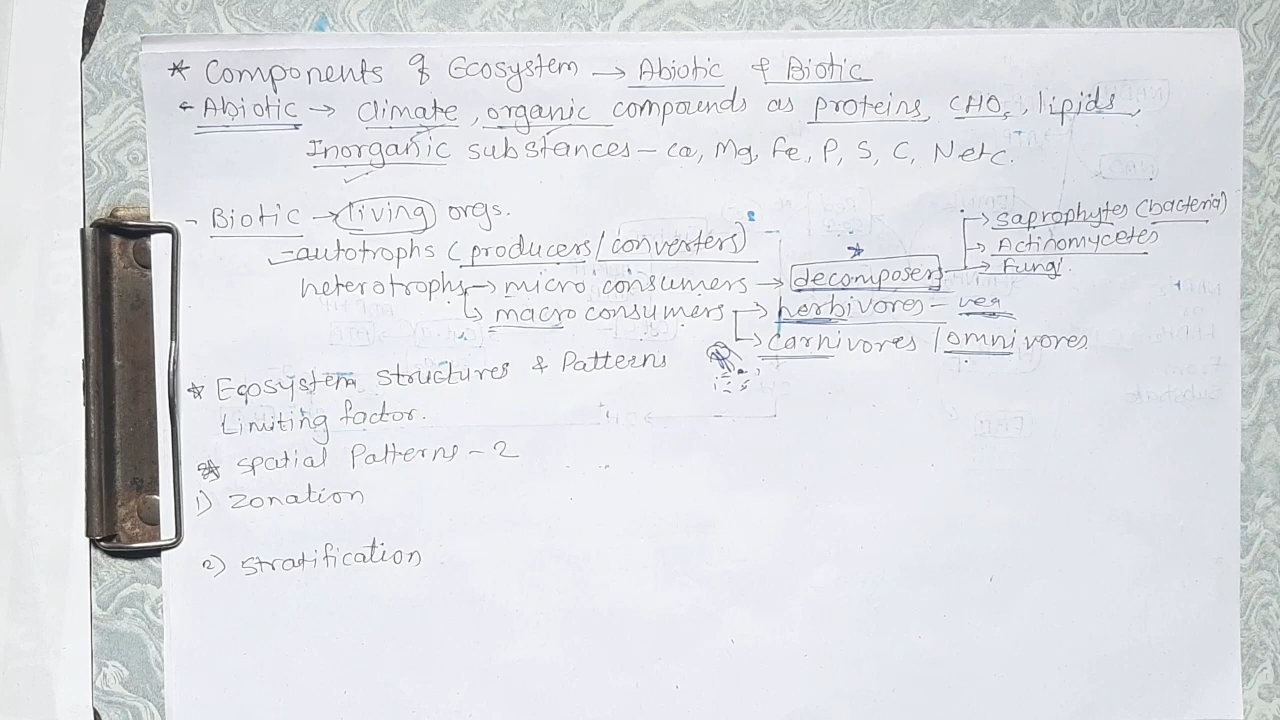 * Components of Ecosystem → Abiotic & Biotic
- Abiotic → Climate, organic compounds as proteins, CHO, lipids,
Inorganic substances - Ca, Mg, Fe, P, S, C, N etc.
- Biotic → living orgs.
- autotrophs (producers/converters)
heterotrophs → micro consumers → decomposers → saprophytes (bacteria)
→ Actinomycetes
→ Fungi.
→ macro consumers → herbivores - veg
→ carnivores / omnivores
* Ecosystem structures & Patterns
Limiting factor.
* Spatial Patterns - 2
1) Zonation
2) Stratification